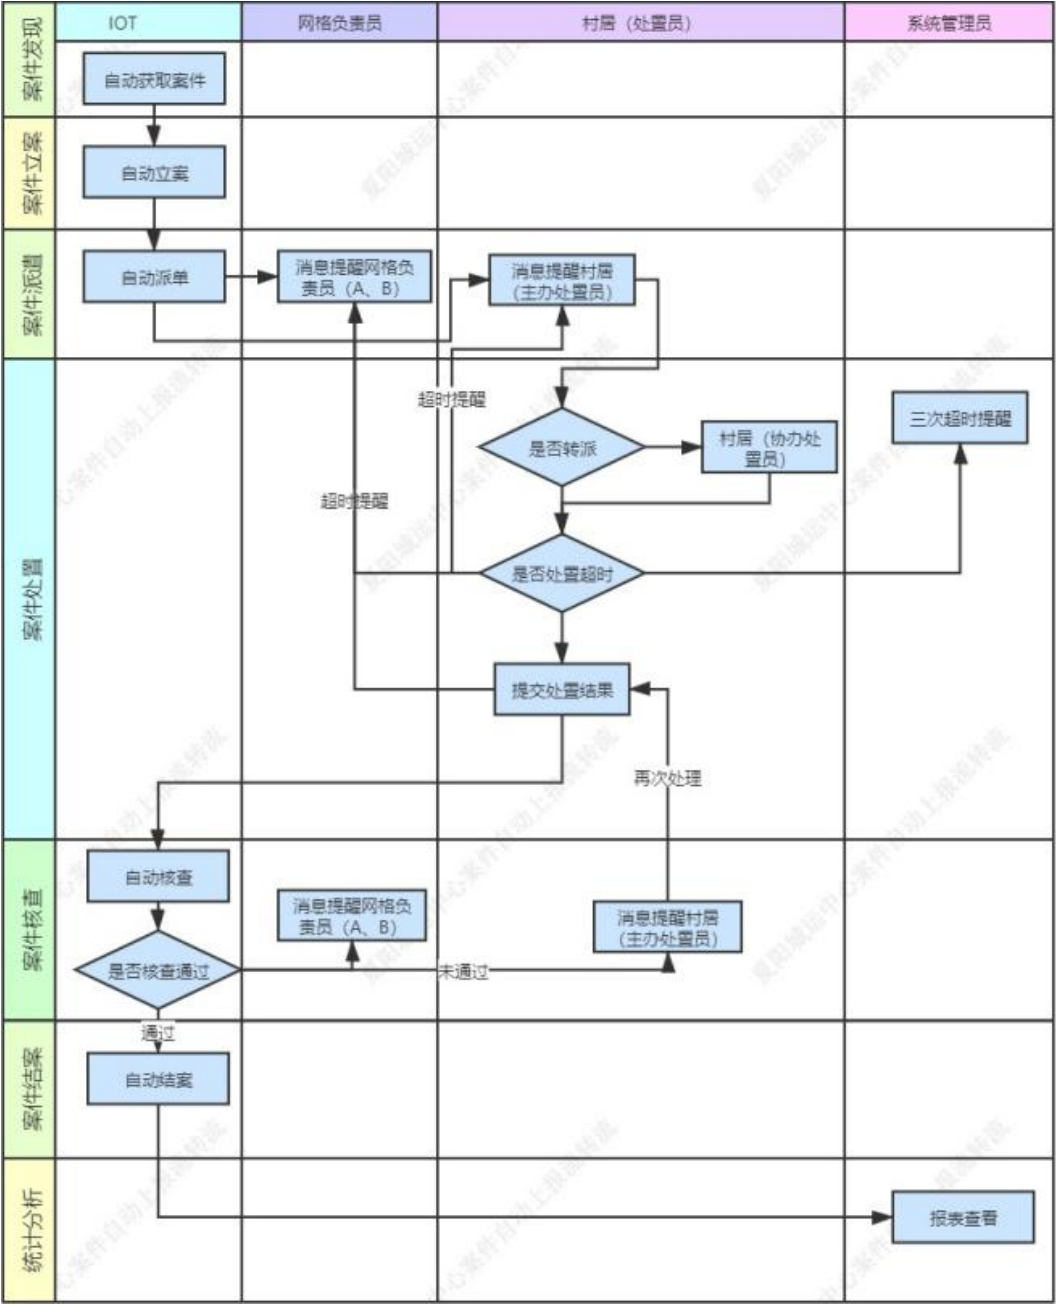 IOT
网格负责员
村居（处置员）
系统管理员
案件发现
自动获取案件
案件立案
自动立案
案件派遣
自动派单
消息提醒网格负
责员（A、B）
消息提醒村居
（主办处置员）
案件处置
超时提醒
三次超时提醒
是否转派
村居（协办处
置员）
超时提醒
是否处置超时
提交处置结果
再次处理
案件核查
自动核查
消息提醒网格负
责员（A、B）
消息提醒村居
（主办处置员）
是否核查通过
未通过
通过
案件结案
自动结案
统计分析
报表查看